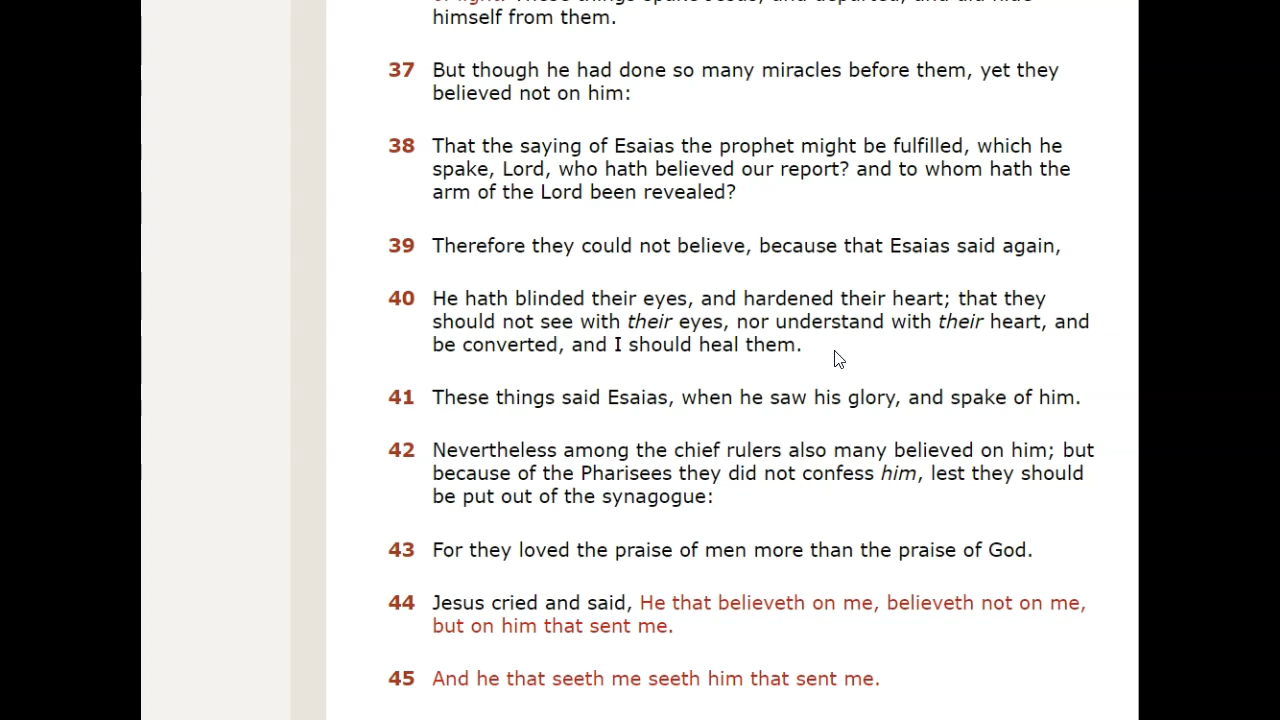 himself from them.
37 But though he had done so many miracles before them, yet they
believed not on him:
38 That the saying of Esaias the prophet might be fulfilled, which he
spake, Lord, who hath believed our report? and to whom hath the
arm of the Lord been revealed?
39 Therefore they could not believe, because that Esaias said again,
40 He hath blinded their eyes, and hardened their heart; that they
should not see with their eyes, nor understand with their heart, and
be converted, and I should heal them.
41 These things said Esaias, when he saw his glory, and spake of him.
42 Nevertheless among the chief rulers also many believed on him; but
because of the Pharisees they did not confess him, lest they should
be put out of the synagogue:
43 For they loved the praise of men more than the praise of God.
44 Jesus cried and said, He that believeth on me, believeth not on me,
but on him that sent me.
45 And he that seeth me seeth him that sent me.